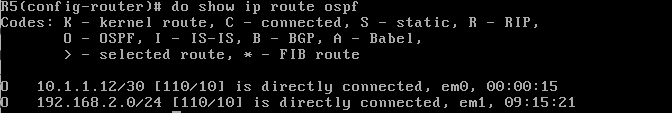 R5(config-router)# do show ip route ospf
Codes: K - kernel route, C - connected, S - static, R - RIP,
       O - OSPF, I - IS-IS, B - BGP, A - Babel,
       > - selected route, * - FIB route

O   10.1.1.12/30 [110/10] is directly connected, em0, 00:00:15
O   192.168.2.0/24 [110/10] is directly connected, em1, 09:15:21